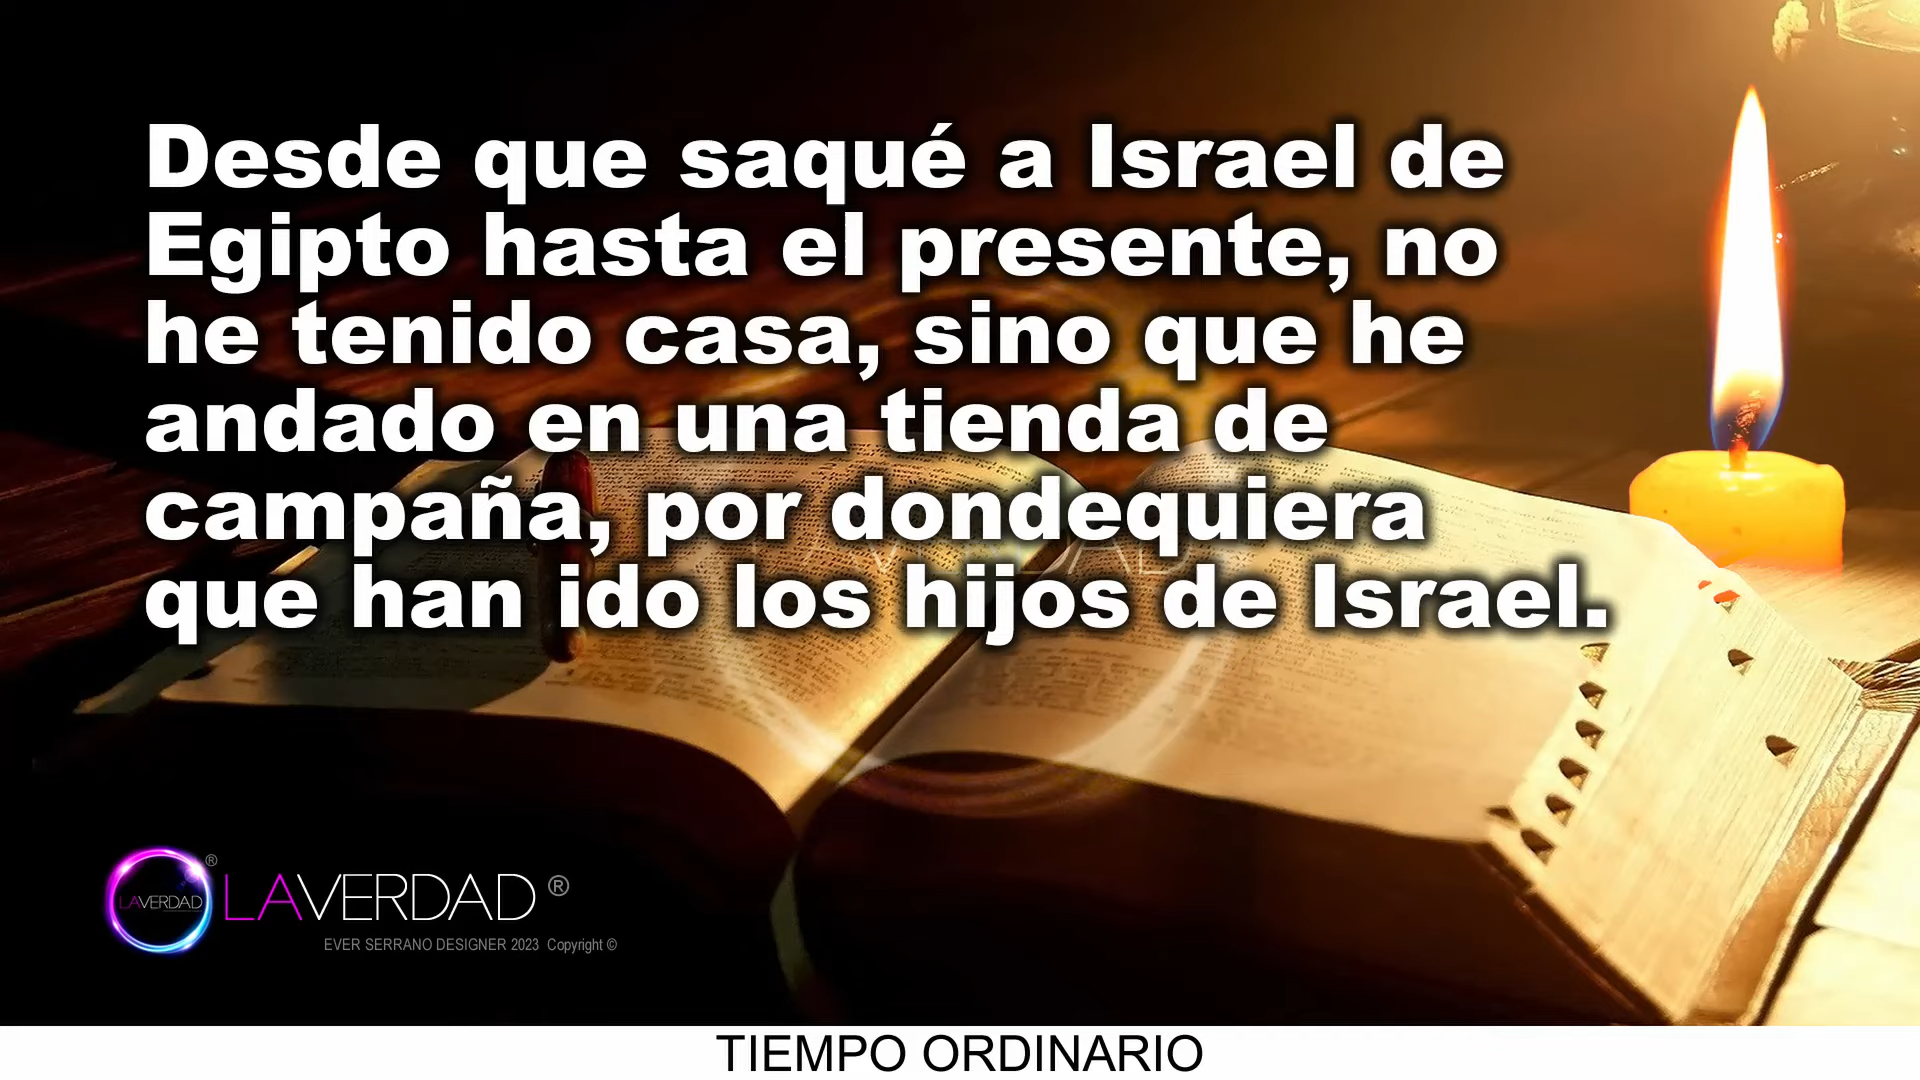 Desde que saqué a Israel de
Egipto hasta el presente, no
he tenido casa, sino que he
andado en una tienda de
campaña, por dondequiera
que han ido los hijos de Israel.
LAVERDAD ®
LAVERDAD ®
EVER SERRANO DESIGNER 2023 Copyright ©
TIEMPO ORDINARIO